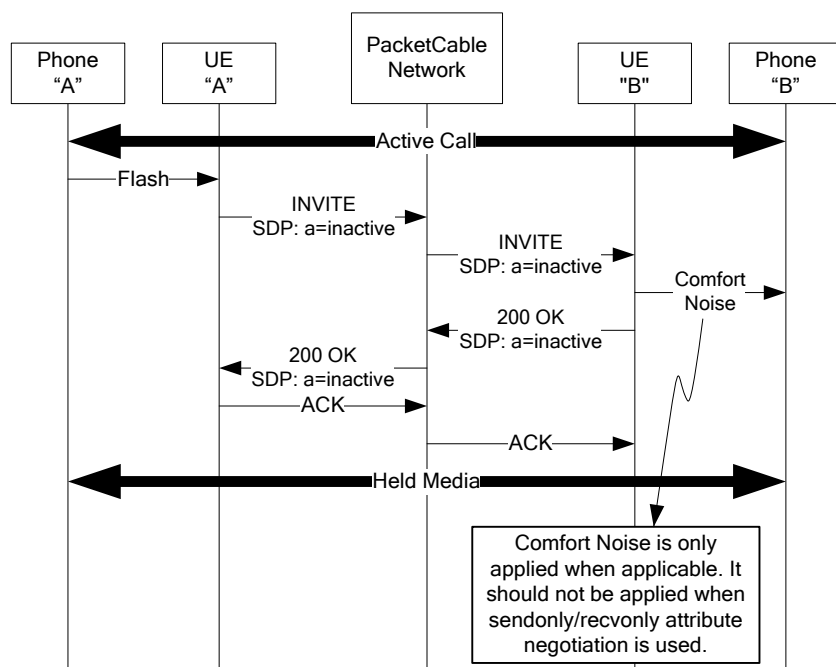 Phone
“A”
UE
“A”
PacketCable
Network
UE
"B"
Phone
“B”
Active Call
Flash
INVITE
SDP: a=inactive
INVITE
SDP: a=inactive
Comfort
Noise
200 OK
SDP: a=inactive
200 OK
SDP: a=inactive
ACK
ACK
Held Media
Comfort Noise is only
applied when applicable. It
should not be applied when
sendonly/recvonly attribute
negotiation is used.